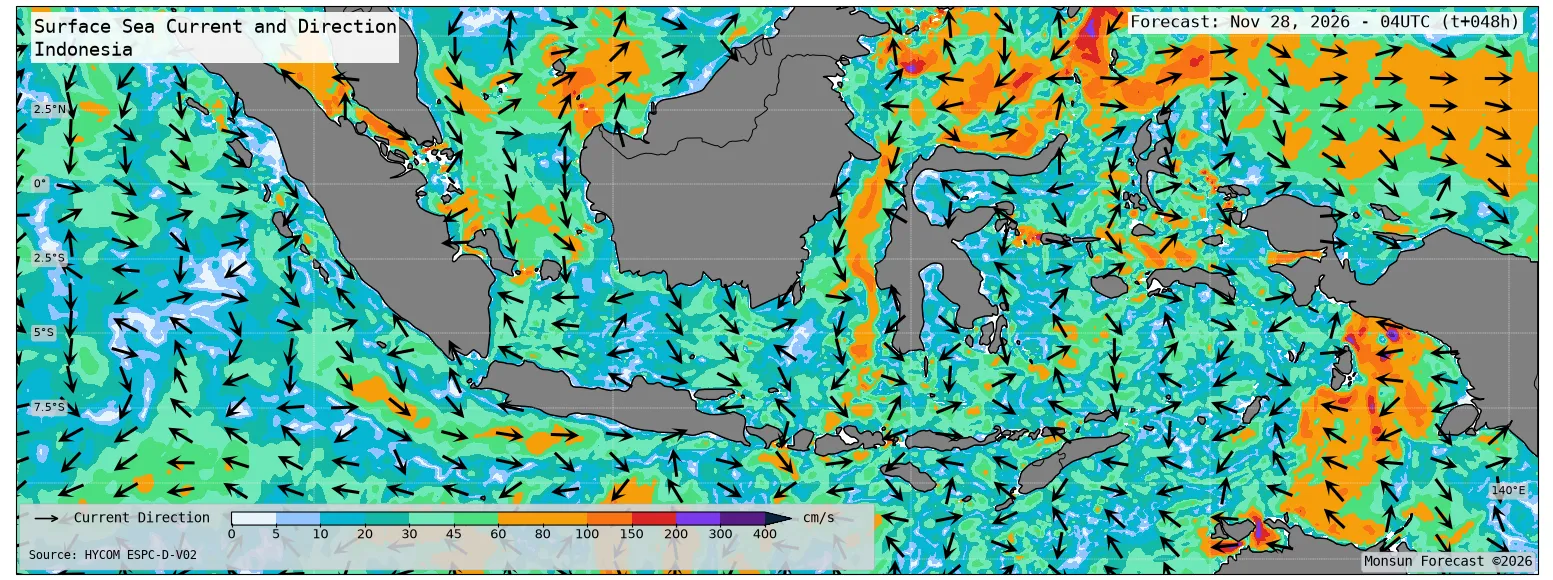 Surface Sea Current and Direction
Indonesia
Forecast: Nov 28, 2026 - 04UTC (t+048h)
2.5°N
0°
2.5°S
5°S
7.5°S
140°E
Current Direction
0 5 10 20 30 45 60 80 100 150 200 300 400 cm/s
Source: HYCOM ESPC-D-V02
Monsun Forecast ©2026